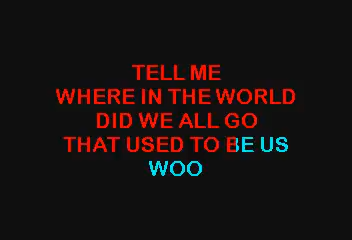 TELL ME
WHERE IN THE WORLD
DID WE ALL GO
THAT USED TO BE US
WOO